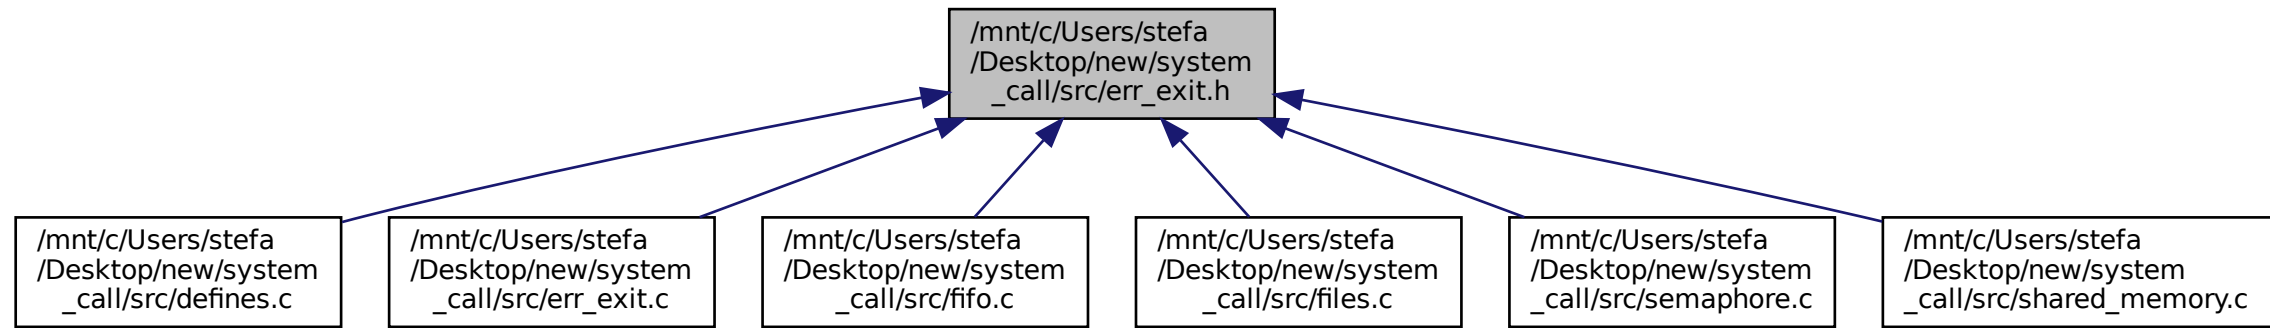 /mnt/c/Users/stefa
/Desktop/new/system
_call/src/err_exit.h
/mnt/c/Users/stefa
/Desktop/new/system
_call/src/defines.c
/mnt/c/Users/stefa
/Desktop/new/system
_call/src/err_exit.c
/mnt/c/Users/stefa
/Desktop/new/system
_call/src/fifo.c
/mnt/c/Users/stefa
/Desktop/new/system
_call/src/files.c
/mnt/c/Users/stefa
/Desktop/new/system
_call/src/semaphore.c
/mnt/c/Users/stefa
/Desktop/new/system
_call/src/shared_memory.c